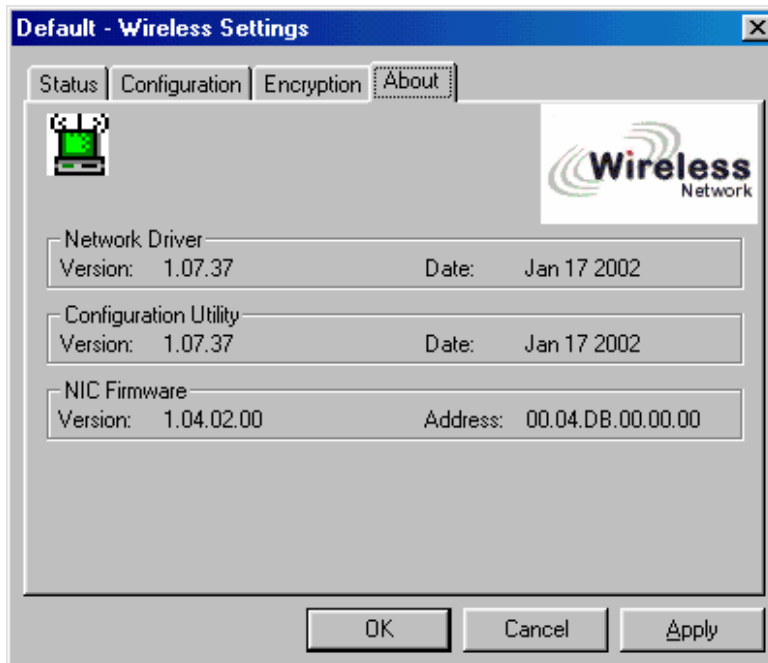 Default - Wireless Settings
Status Configuration Encryption About
Wireless
Network
Network Driver
Version: 1.07.37 Date: Jan 17 2002
Configuration Utility
Version: 1.07.37 Date: Jan 17 2002
NIC Firmware
Version: 1.04.02.00 Address: 00.04.DB.00.00.00
OK Cancel Apply